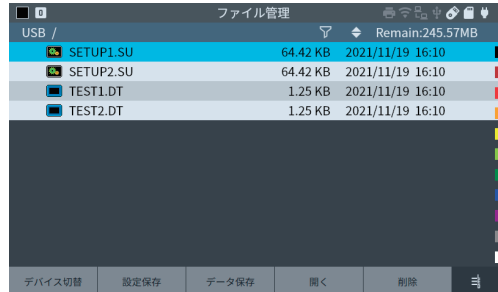 0 ファイル管理
USB / Remain:245.57MB
SETUP1.SU 64.42 KB 2021/11/19 16:10
SETUP2.SU 64.42 KB 2021/11/19 16:10
TEST1.DT 1.25 KB 2021/11/19 16:10
TEST2.DT 1.25 KB 2021/11/19 16:10
デバイス切替 設定保存 データ保存 開く 削除